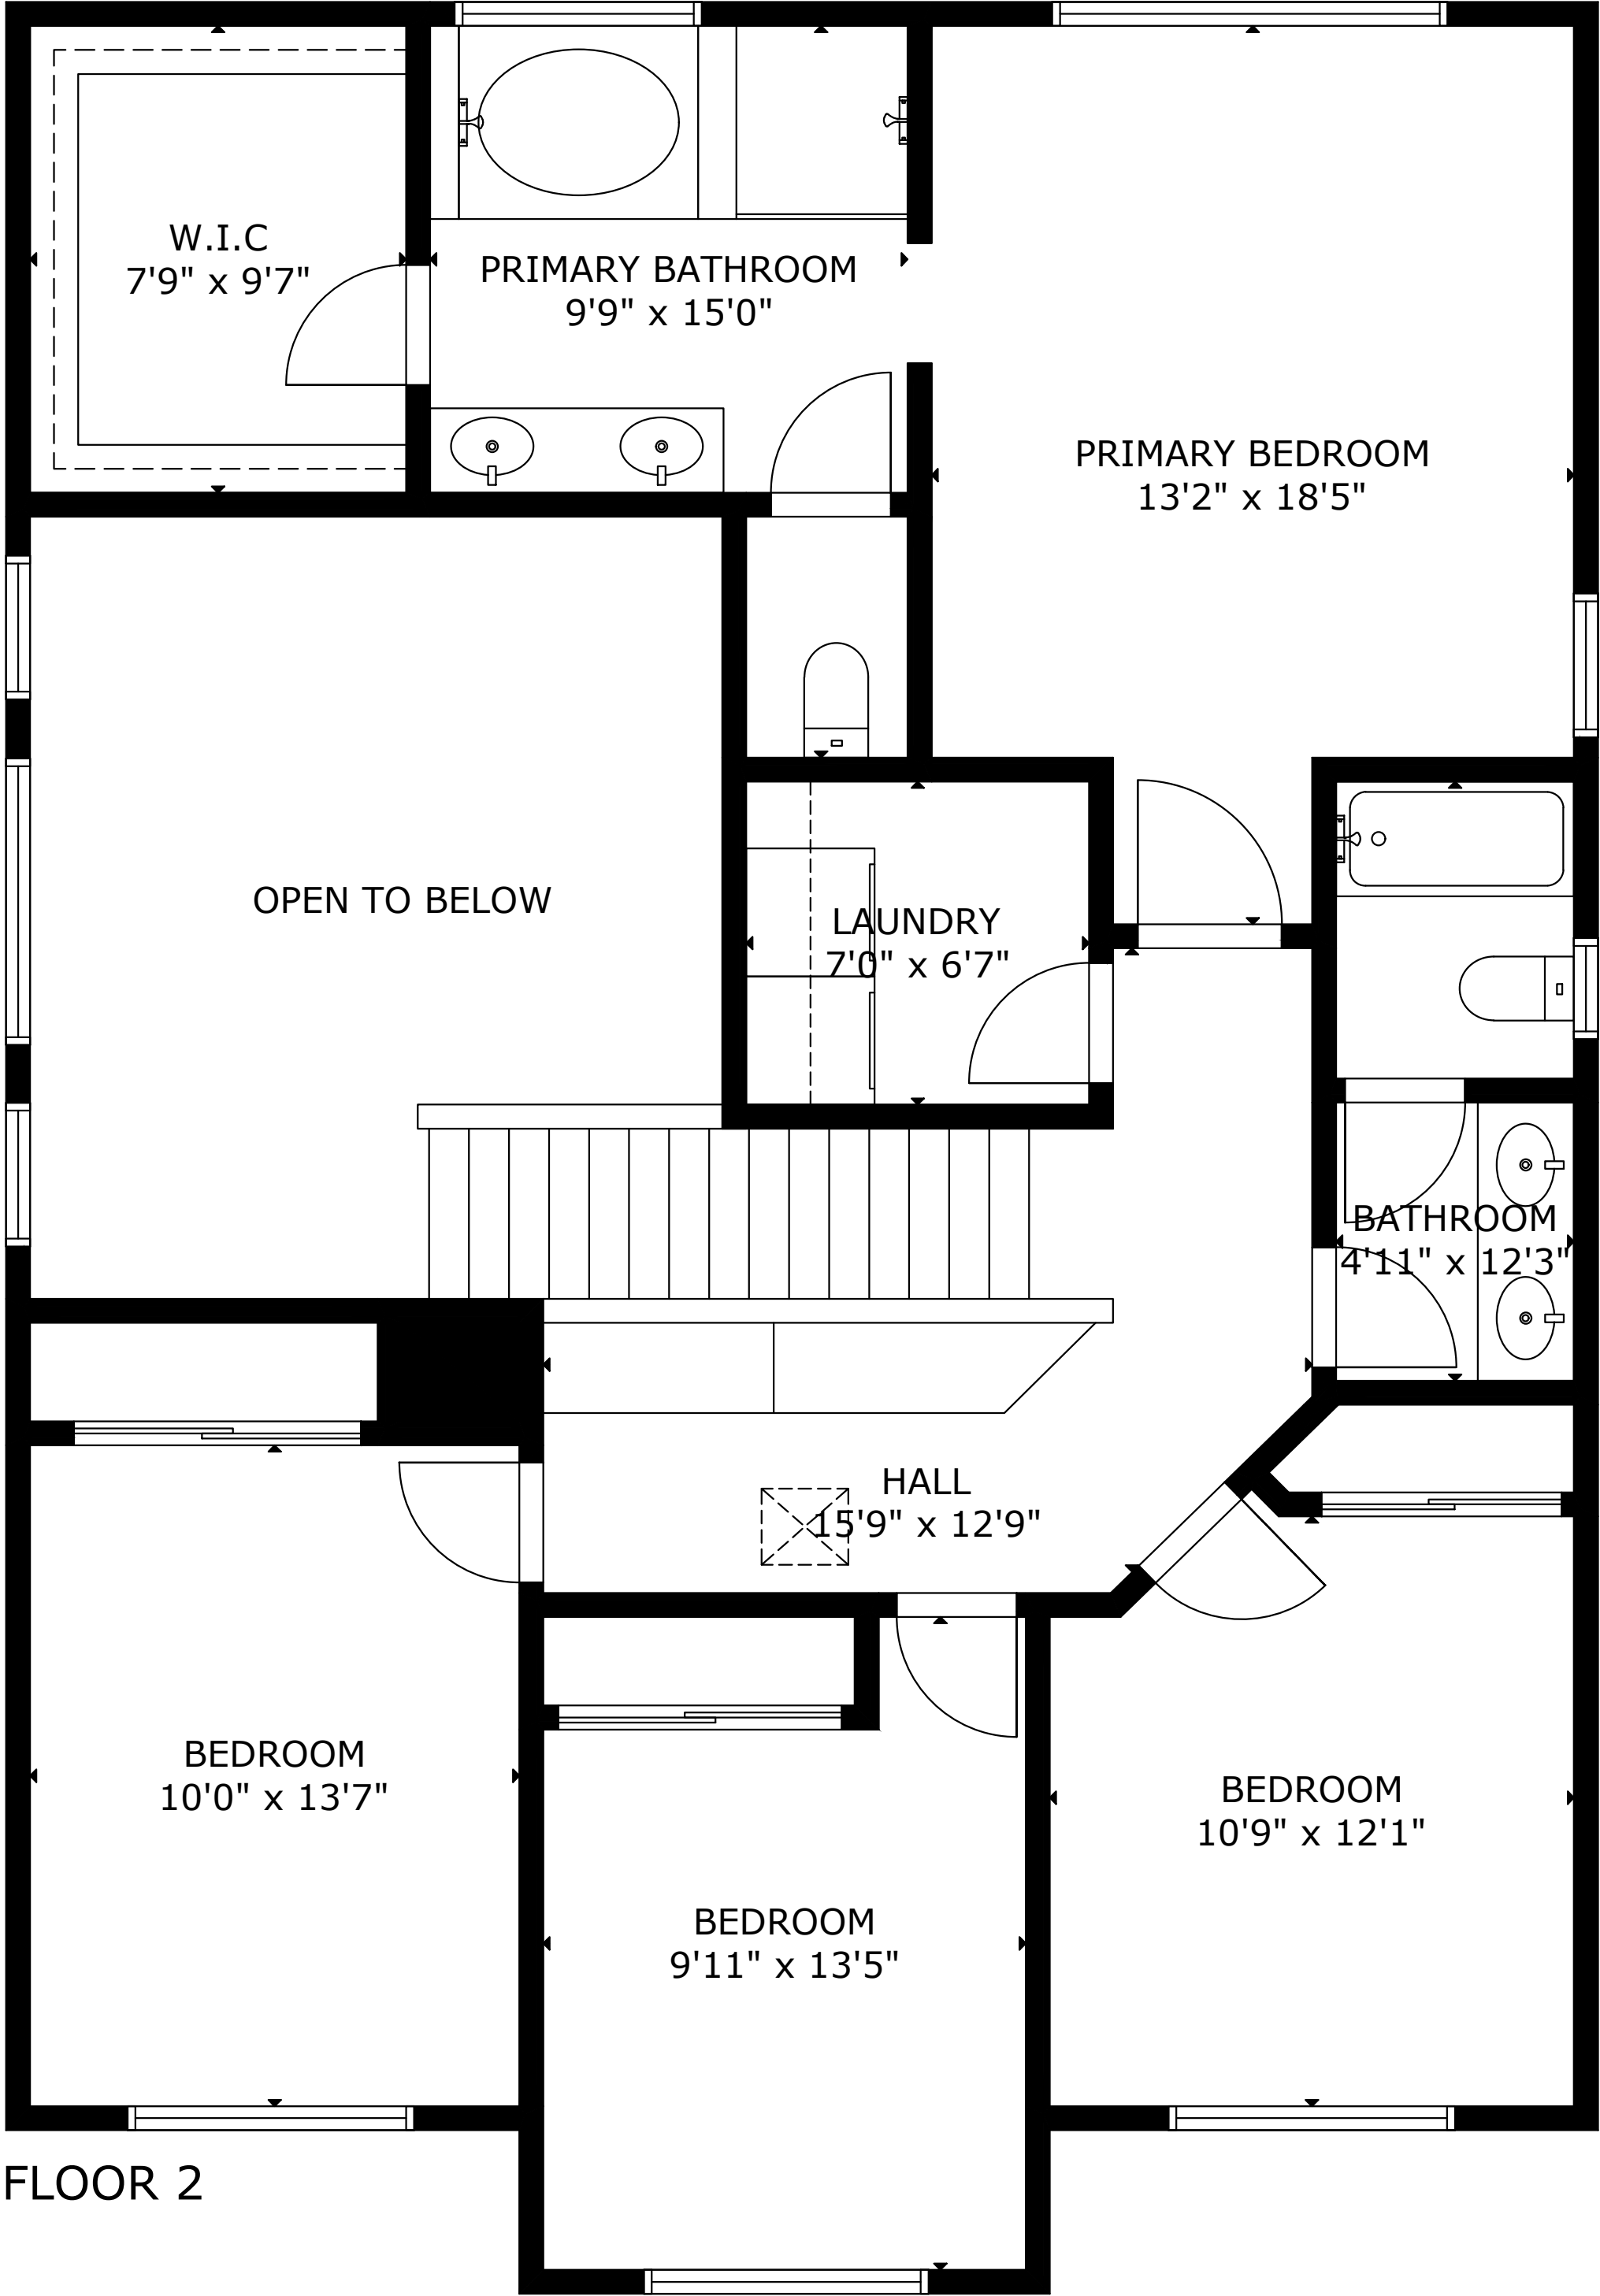 W.I.C
7'9" x 9'7"
PRIMARY BATHROOM
9'9" x 15'0"
PRIMARY BEDROOM
13'2" x 18'5"
OPEN TO BELOW
LAUNDRY
7'0" x 6'7"
BATHROOM
4'11" x 12'3"
HALL
15'9" x 12'9"
BEDROOM
10'0" x 13'7"
BEDROOM
10'9" x 12'1"
BEDROOM
9'11" x 13'5"
FLOOR 2